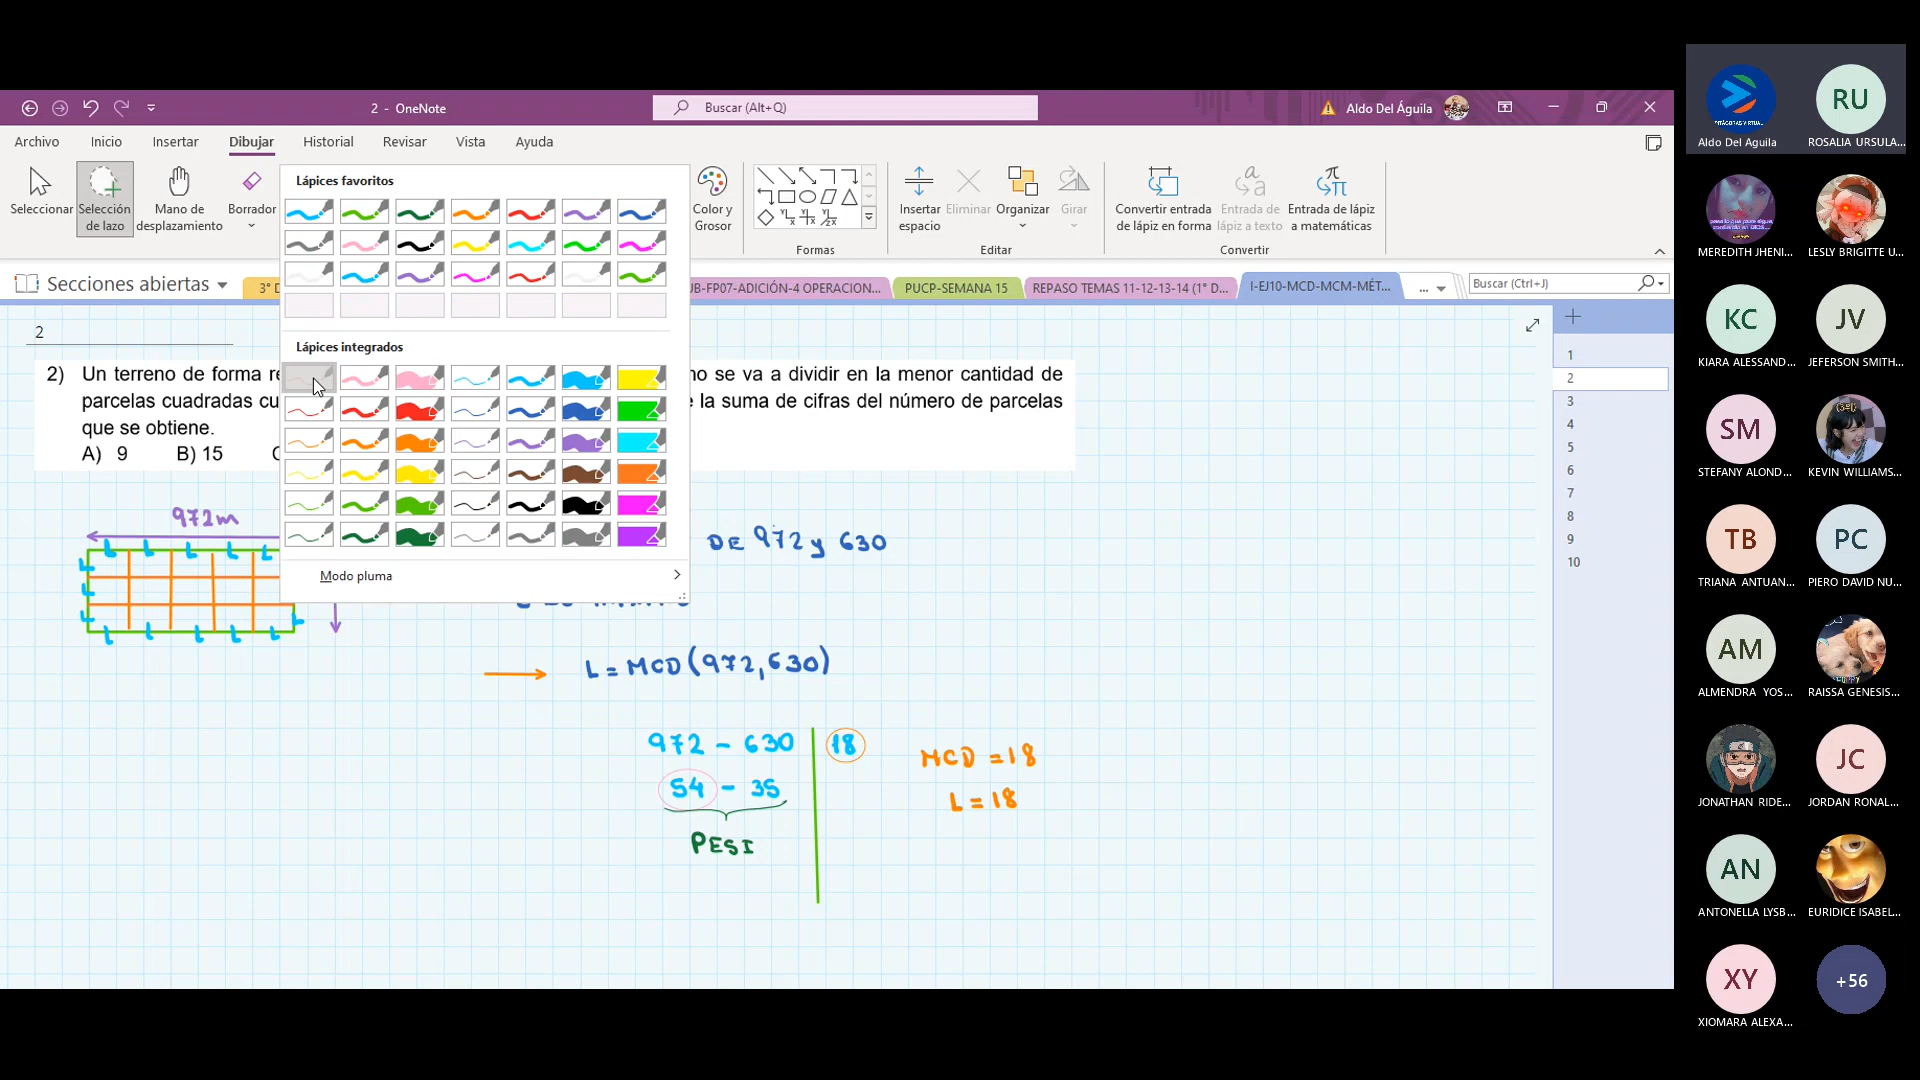 2 - OneNote
Buscar (Alt+Q)
Aldo Del Águila
Archivo Inicio Insertar Dibujar Historial Revisar Vista Ayuda
Seleccionar
Selección de lazo
Mano de desplazamiento
Borrador
Lápices favoritos
Lápices integrados
Modo pluma
Color y Grosor
Formas
Insertar espacio
Eliminar
Organizar
Girar
Editar
Convertir entrada de lápiz en forma
Entrada de lápiz a texto
Entrada de lápiz a matemáticas
Convertir
Secciones abiertas
3° D
UB-FP07-ADICIÓN-4 OPERACION...
PUCP-SEMANA 15
REPASO TEMAS 11-12-13-14 (1° D...
I-EJ10-MCD-MCM-MÉT...
...
Buscar (Ctrl+J)
2
2) Un terreno de forma re
no se va a dividir en la menor cantidad de
parcelas cuadradas cu
e la suma de cifras del número de parcelas
que se obtiene.
A) 9 B) 15
972m
L L L L L
L
L
L L
L L L L L
DE 972 y 630
L = MCD(972,630)
972 - 630 18
54 - 35
PESI
MCD = 18
L = 18
1
2
3
4
5
6
7
8
9
10
PITÁGORAS VIRTUAL
Aldo Del Aguila
RU
ROSALIA URSULA...
MEREDITH JHENI...
LESLY BRIGITTE U...
KC
KIARA ALESSAND...
JV
JEFERSON SMITH...
SM
STEFANY ALOND...
KEVIN WILLIAMS...
TB
TRIANA ANTUAN...
PC
PIERO DAVID NU...
AM
ALMENDRA YOS...
RAISSA GENESIS...
JONATHAN RIDE...
JC
JORDAN RONAL...
AN
ANTONELLA LYSB...
EURIDICE ISABEL...
XY
XIOMARA ALEXA...
+56